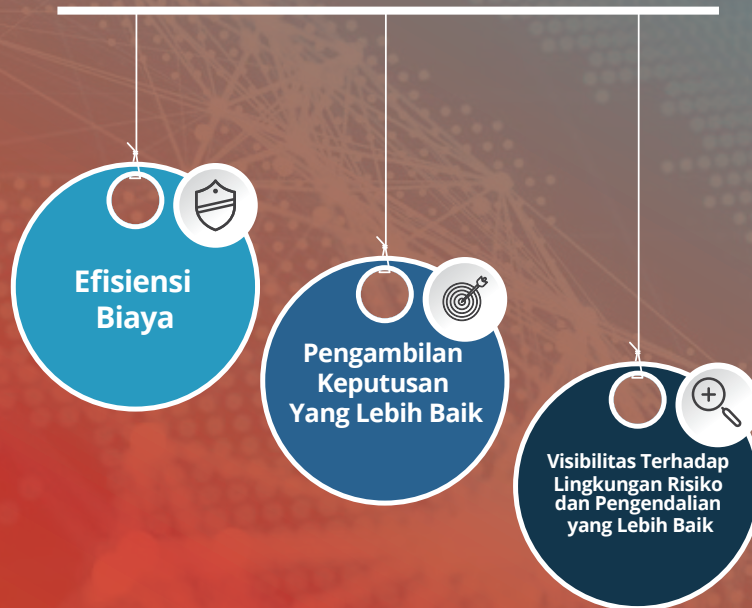 Efisiensi
Biaya
Pengambilan
Keputusan
Yang Lebih Baik
Visibilitas Terhadap
Lingkungan Risiko
dan Pengendalian
yang Lebih Baik